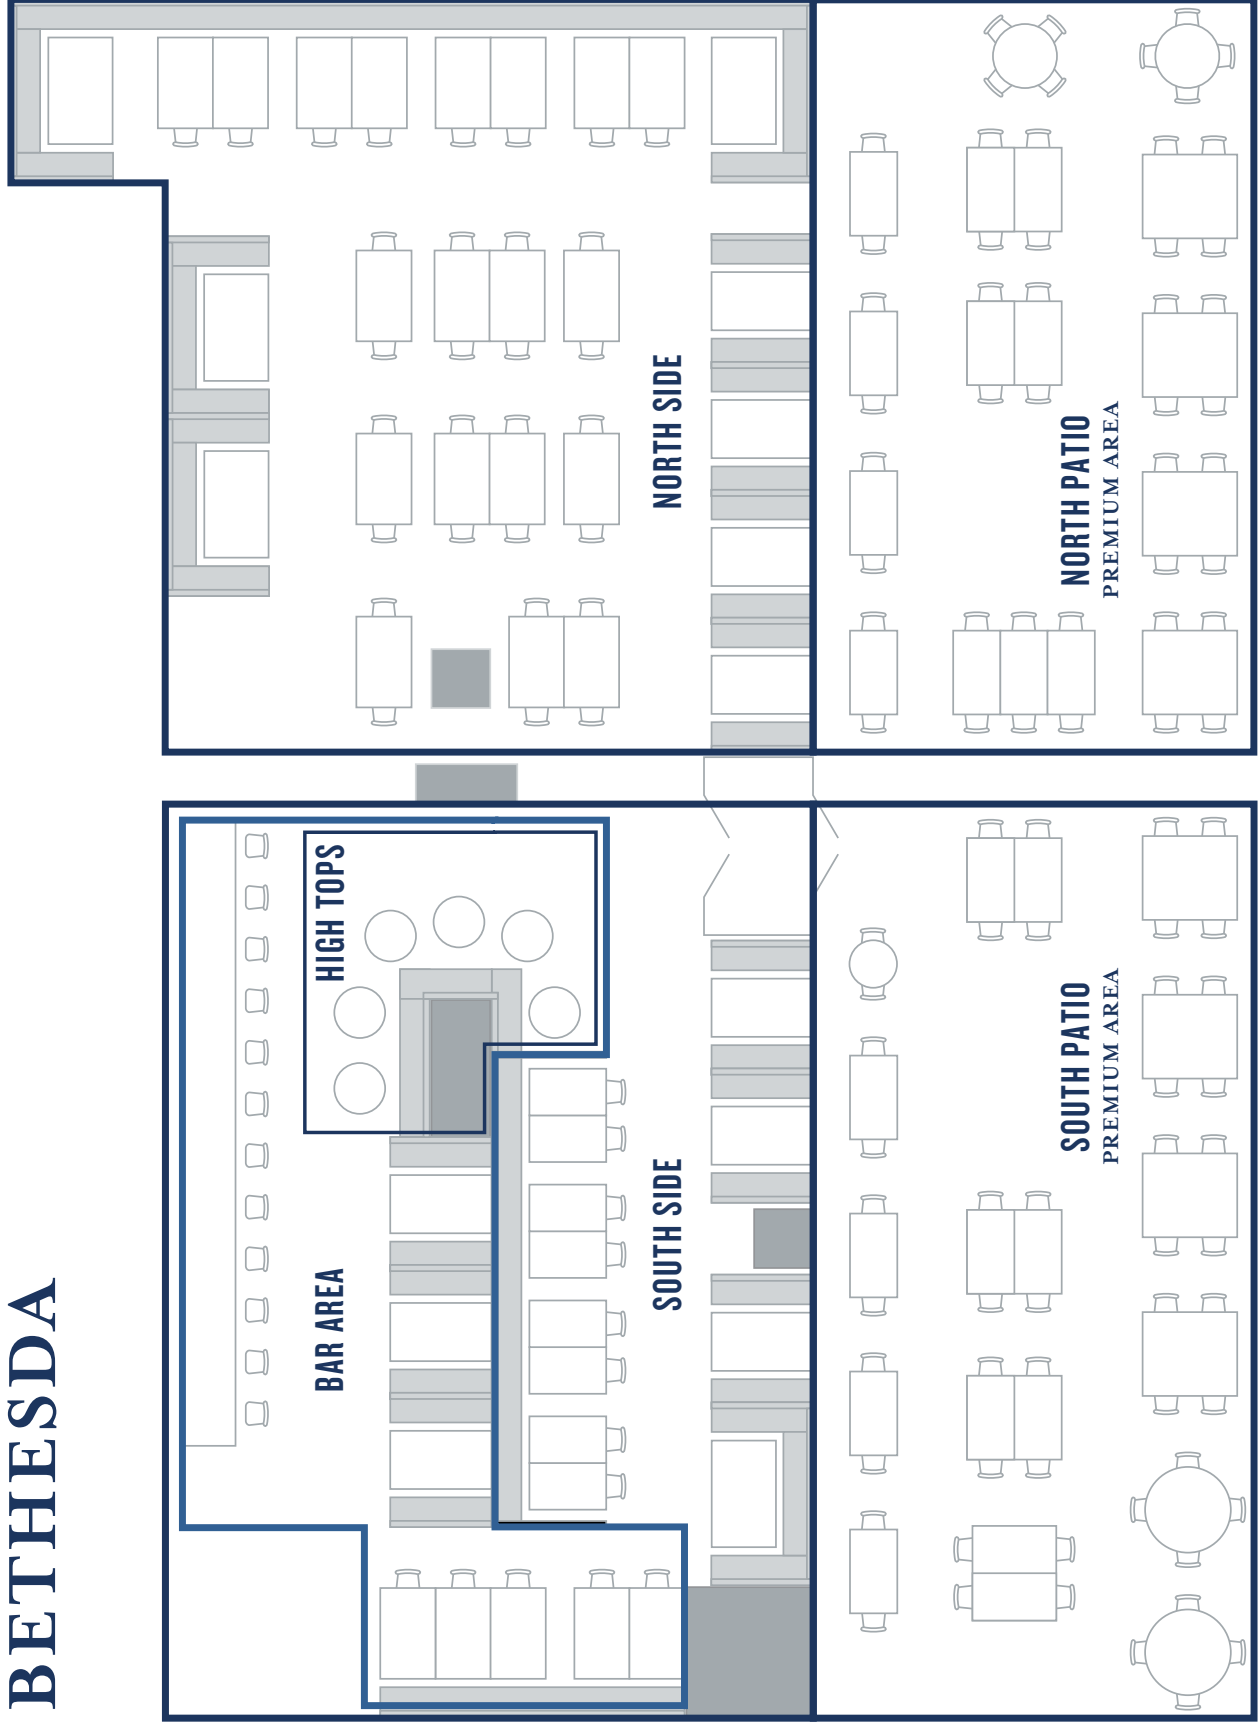 BETHESDA
NORTH SIDE
NORTH PATIO
PREMIUM AREA
HIGH TOPS
BAR AREA
SOUTH SIDE
SOUTH PATIO
PREMIUM AREA